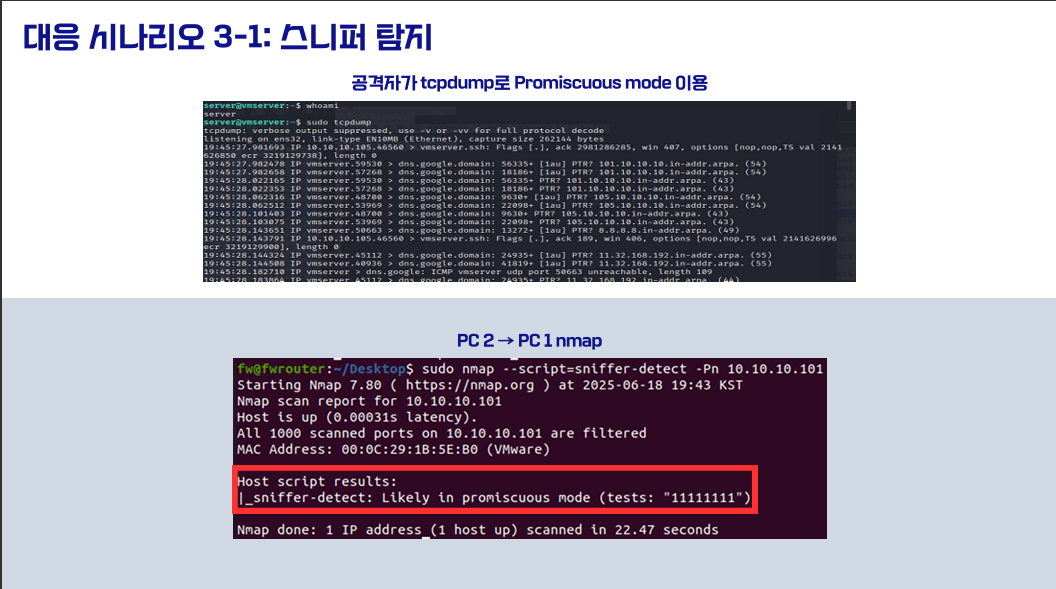 대응 시나리오 3-1: 스니퍼 탐지
공격자가 tcpdump로 Promiscuous mode 이용
server@vmserver:~$ whoami
server
server@vmserver:~$ sudo tcpdump
tcpdump: verbose output suppressed, use -v or -vv for full protocol decode
listening on ens32, link-type EN10MB (Ethernet), capture size 262144 bytes
19:45:27.981693 IP 10.10.10.105.46560 > vmserver.ssh: Flags [.], ack 2981286285, win 407, options [nop,nop,TS val 2141
626850 ecr 3219129738], length 0
19:45:27.982478 IP vmserver.59530 > dns.google.domain: 56335+ [1au] PTR? 101.10.10.10.in-addr.arpa. (54)
19:45:27.982658 IP vmserver.57268 > dns.google.domain: 18186+ [1au] PTR? 105.10.10.10.in-addr.arpa. (54)
19:45:28.022165 IP vmserver.59530 > dns.google.domain: 56335+ PTR? 101.10.10.10.in-addr.arpa. (43)
19:45:28.022353 IP vmserver.57268 > dns.google.domain: 18186+ PTR? 101.10.10.10.in-addr.arpa. (43)
19:45:28.062316 IP vmserver.48700 > dns.google.domain: 9630+ [1au] PTR? 105.10.10.10.in-addr.arpa. (54)
19:45:28.062512 IP vmserver.53969 > dns.google.domain: 22098+ [1au] PTR? 105.10.10.10.in-addr.arpa. (54)
19:45:28.101403 IP vmserver.48700 > dns.google.domain: 9630+ PTR? 105.10.10.10.in-addr.arpa. (43)
19:45:28.103075 IP vmserver.53969 > dns.google.domain: 22098+ PTR? 105.10.10.10.in-addr.arpa. (43)
19:45:28.143651 IP vmserver.50663 > dns.google.domain: 13272+ [1au] PTR? 8.8.8.8.in-addr.arpa. (49)
19:45:28.143791 IP 10.10.10.105.46560 > vmserver.ssh: Flags [.], ack 189, win 406, options [nop,nop,TS val 2141626996
ecr 3219129900], length 0
19:45:28.144324 IP vmserver.45112 > dns.google.domain: 24935+ [1au] PTR? 11.32.168.192.in-addr.arpa. (55)
19:45:28.144508 IP vmserver.40936 > dns.google.domain: 41819+ [1au] PTR? 11.32.168.192.in-addr.arpa. (55)
19:45:28.182710 IP vmserver > dns.google: ICMP vmserver udp port 50663 unreachable, length 109
19:45:28.183864 IP vmserver.45112 > dns.google.domain: 24935+ PTR? 11.32.168.192.in-addr.arpa. (44)
PC 2 → PC 1 nmap
fw@fwrouter:~/Desktop$ sudo nmap --script=sniffer-detect -Pn 10.10.10.101
Starting Nmap 7.80 ( https://nmap.org ) at 2025-06-18 19:43 KST
Nmap scan report for 10.10.10.101
Host is up (0.00031s latency).
All 1000 scanned ports on 10.10.10.101 are filtered
MAC Address: 00:0C:29:1B:5E:B0 (VMware)
Host script results:
|_sniffer-detect: Likely in promiscuous mode (tests: "11111111")
Nmap done: 1 IP address (1 host up) scanned in 22.47 seconds